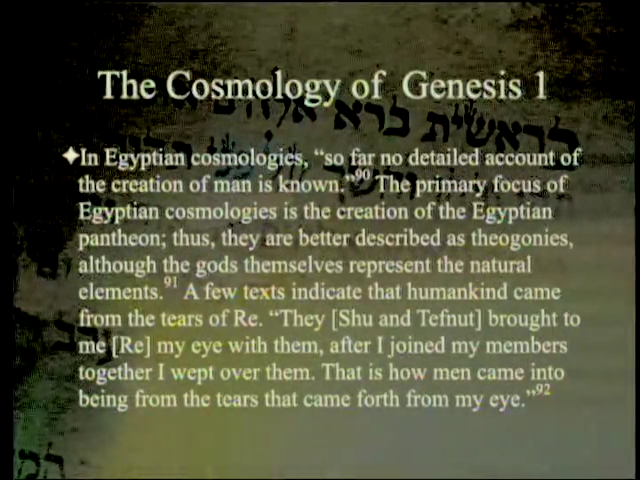 The Cosmology of Genesis 1
בראשית ברא אלהים
✦In Egyptian cosmologies, “so far no detailed account of
the creation of man is known.”90 The primary focus of
Egyptian cosmologies is the creation of the Egyptian
pantheon; thus, they are better described as theogonies,
although the gods themselves represent the natural
elements.91 A few texts indicate that humankind came
from the tears of Re. “They [Shu and Tefnut] brought to
me [Re] my eye with them, after I joined my members
together I wept over them. That is how men came into
being from the tears that came forth from my eye.”92